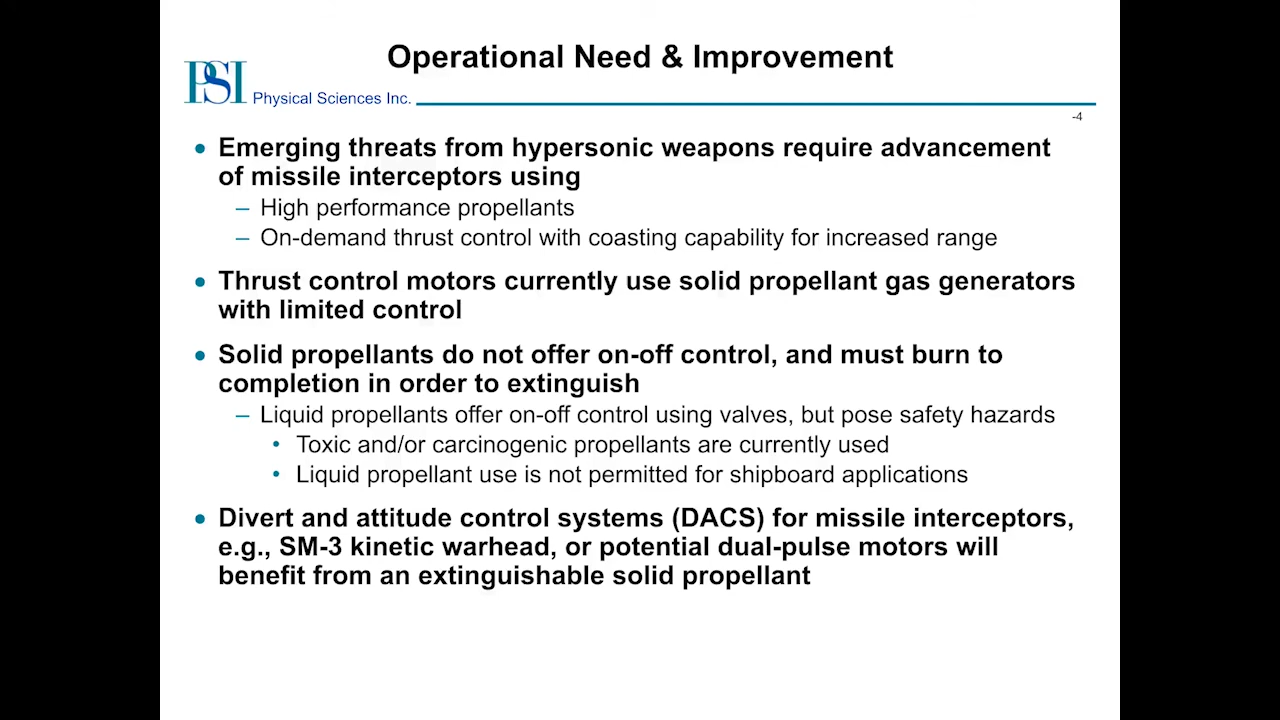 Operational Need & Improvement
PSI Physical Sciences Inc.
-4
• Emerging threats from hypersonic weapons require advancement
of missile interceptors using
– High performance propellants
– On-demand thrust control with coasting capability for increased range
• Thrust control motors currently use solid propellant gas generators
with limited control
• Solid propellants do not offer on-off control, and must burn to
completion in order to extinguish
– Liquid propellants offer on-off control using valves, but pose safety hazards
• Toxic and/or carcinogenic propellants are currently used
• Liquid propellant use is not permitted for shipboard applications
• Divert and attitude control systems (DACS) for missile interceptors,
e.g., SM-3 kinetic warhead, or potential dual-pulse motors will
benefit from an extinguishable solid propellant